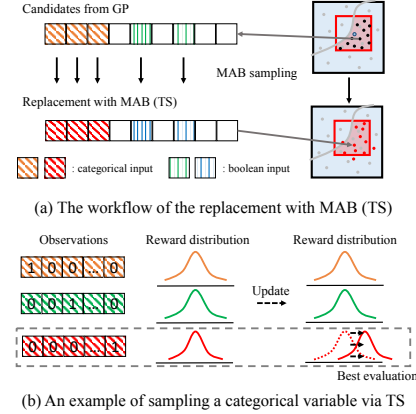 Candidates from GP
MAB sampling
Replacement with MAB (TS)
: categorical input
: boolean input
(a) The workflow of the replacement with MAB (TS)
Observations Reward distribution Reward distribution
1 0 0 ... 0
Update
0 0 1 ... 0
0 0 0 ... 1
Best evaluation
(b) An example of sampling a categorical variable via TS